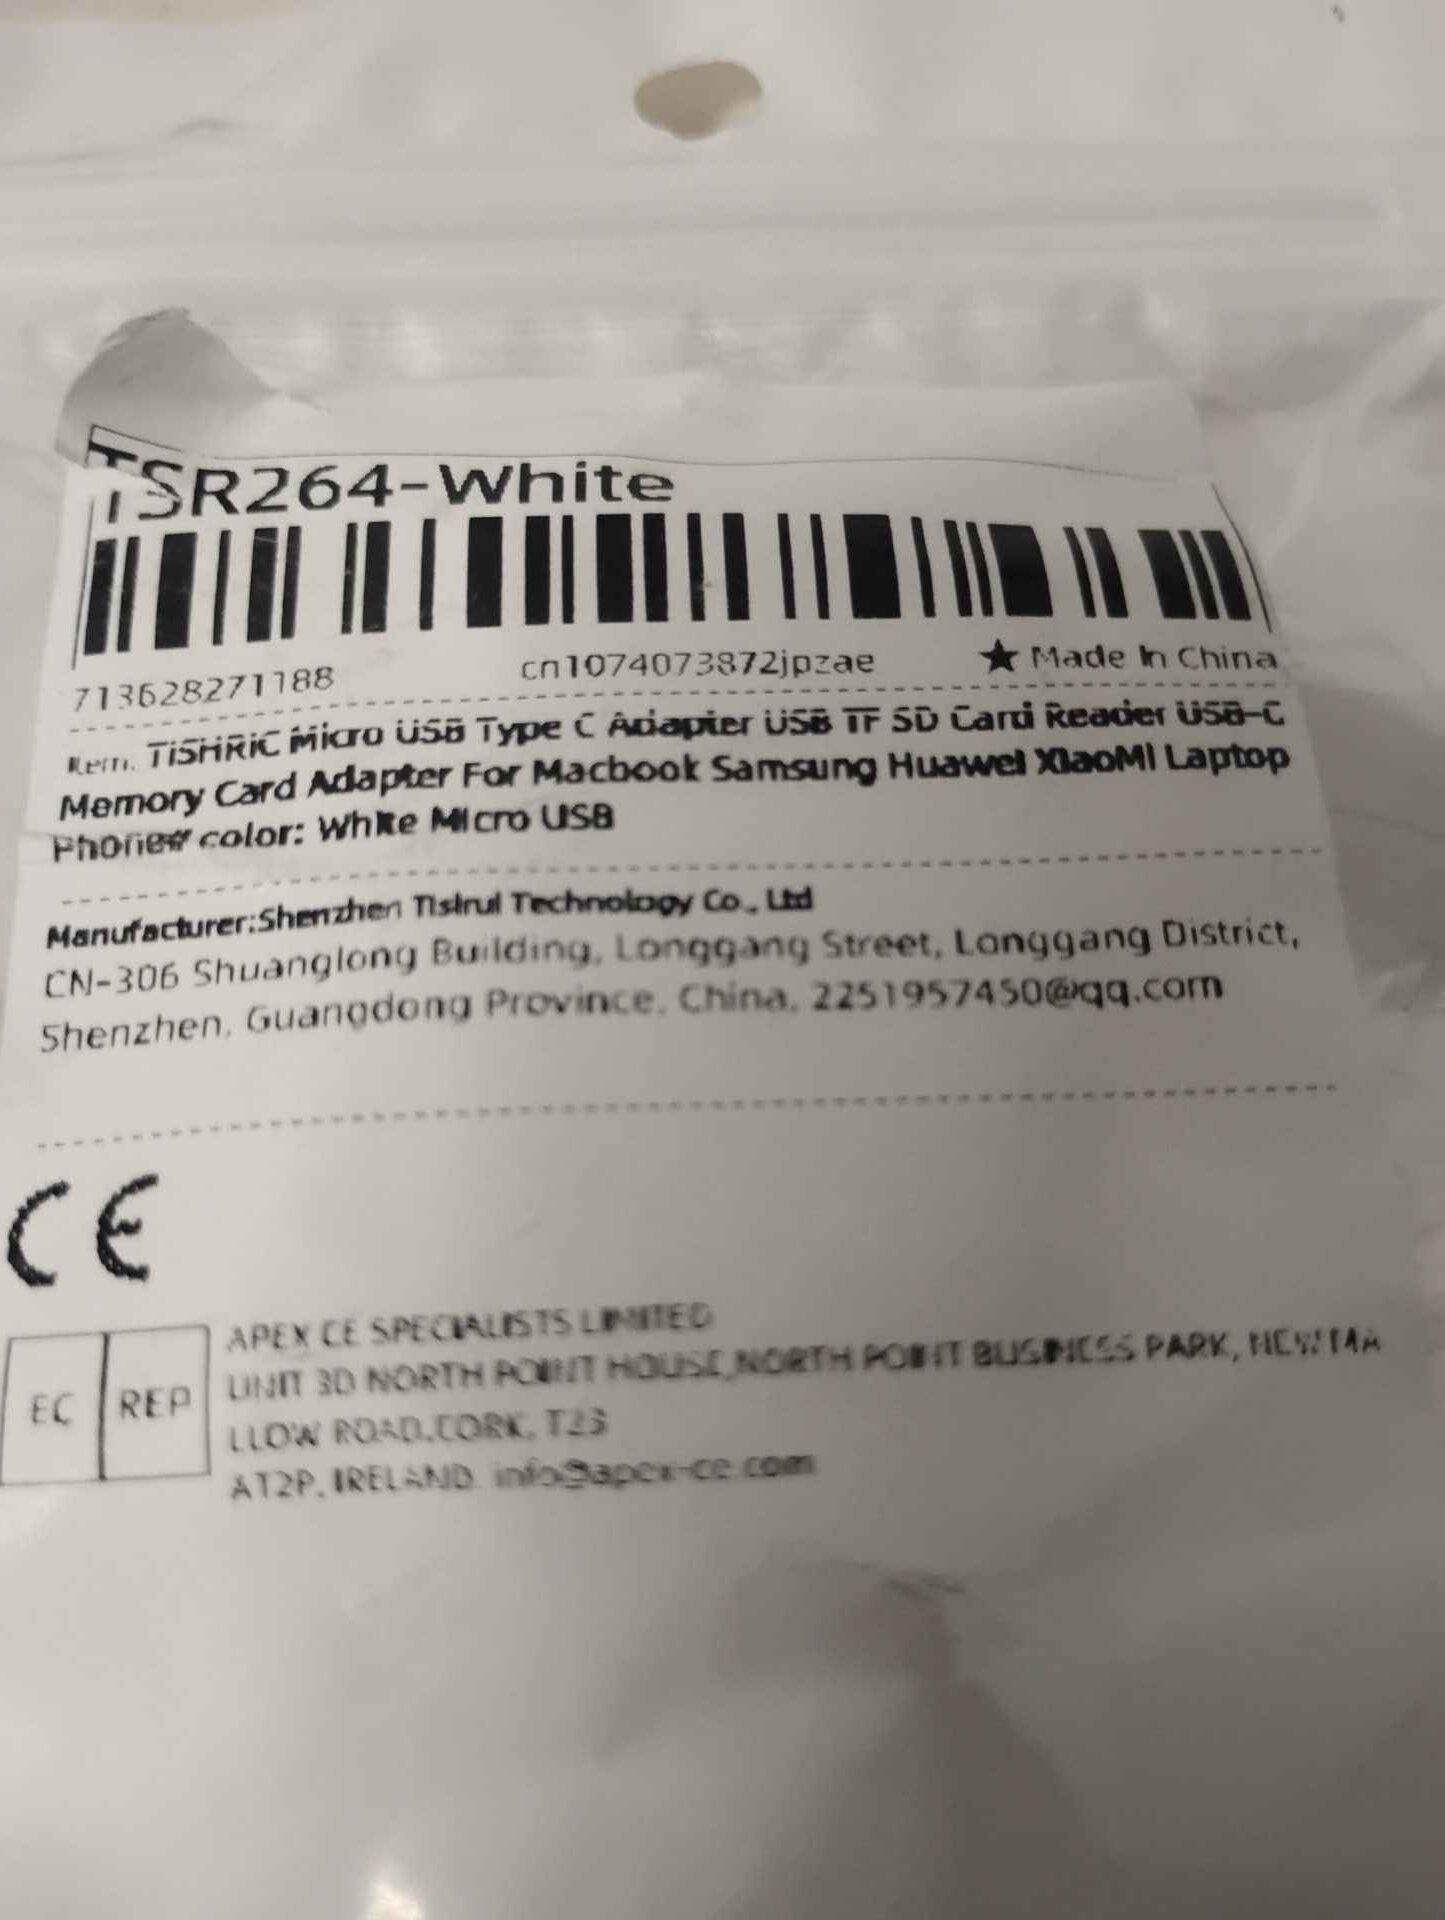 TSR264-White
713628271188 cn1074073872jpzae ★ Made In China
Item: TISHRIC Micro USB Type C Adapter USB TF SD Card Reader USB-C
Memory Card Adapter For Macbook Samsung Huawei XiaoMi Laptop
Phone# color: White Micro USB
Manufacturer:Shenzhen Tisirui Technology Co., Ltd
CN-306 Shuanglong Building, Longgang Street, Longgang District,
Shenzhen, Guangdong Province, China, 2251957450@qq.com
CE
EC REP
APEX CE SPECIALISTS LIMITED
UNIT 3D NORTH POINT HOUSE,NORTH POINT BUSINESS PARK, NEW MA
LLOW ROAD,CORK, T23
AT2P, IRELAND. info@apex-ce.com